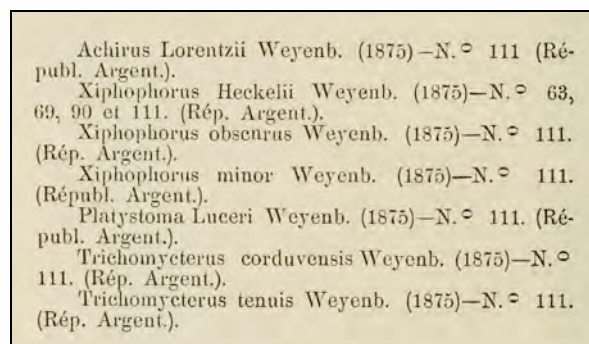 Achirus Lorentzii Weyenb. (1875)–N.º 111 (Ré-
publ. Argent.).
Xiphophorus Heckelii Weyenb. (1875)—N.º 63,
69, 90 et 111. (Rép. Argent.).
Xiphophorus obscurus Weyenb. (1875)—N.º 111.
(Rép. Argent.).
Xiphophorus minor Weyenb. (1875)—N.º 111.
(Républ. Argent.).
Platystoma Luceri Weyenb. (1875)—N.º 111. (Ré-
publ. Argent.).
Trichomycterus corduvensis Weyenb. (1875)—N.º
111. (Rép. Argent.).
Trichomycterus tenuis Weyenb. (1875)—N.º 111.
(Rép. Argent.).